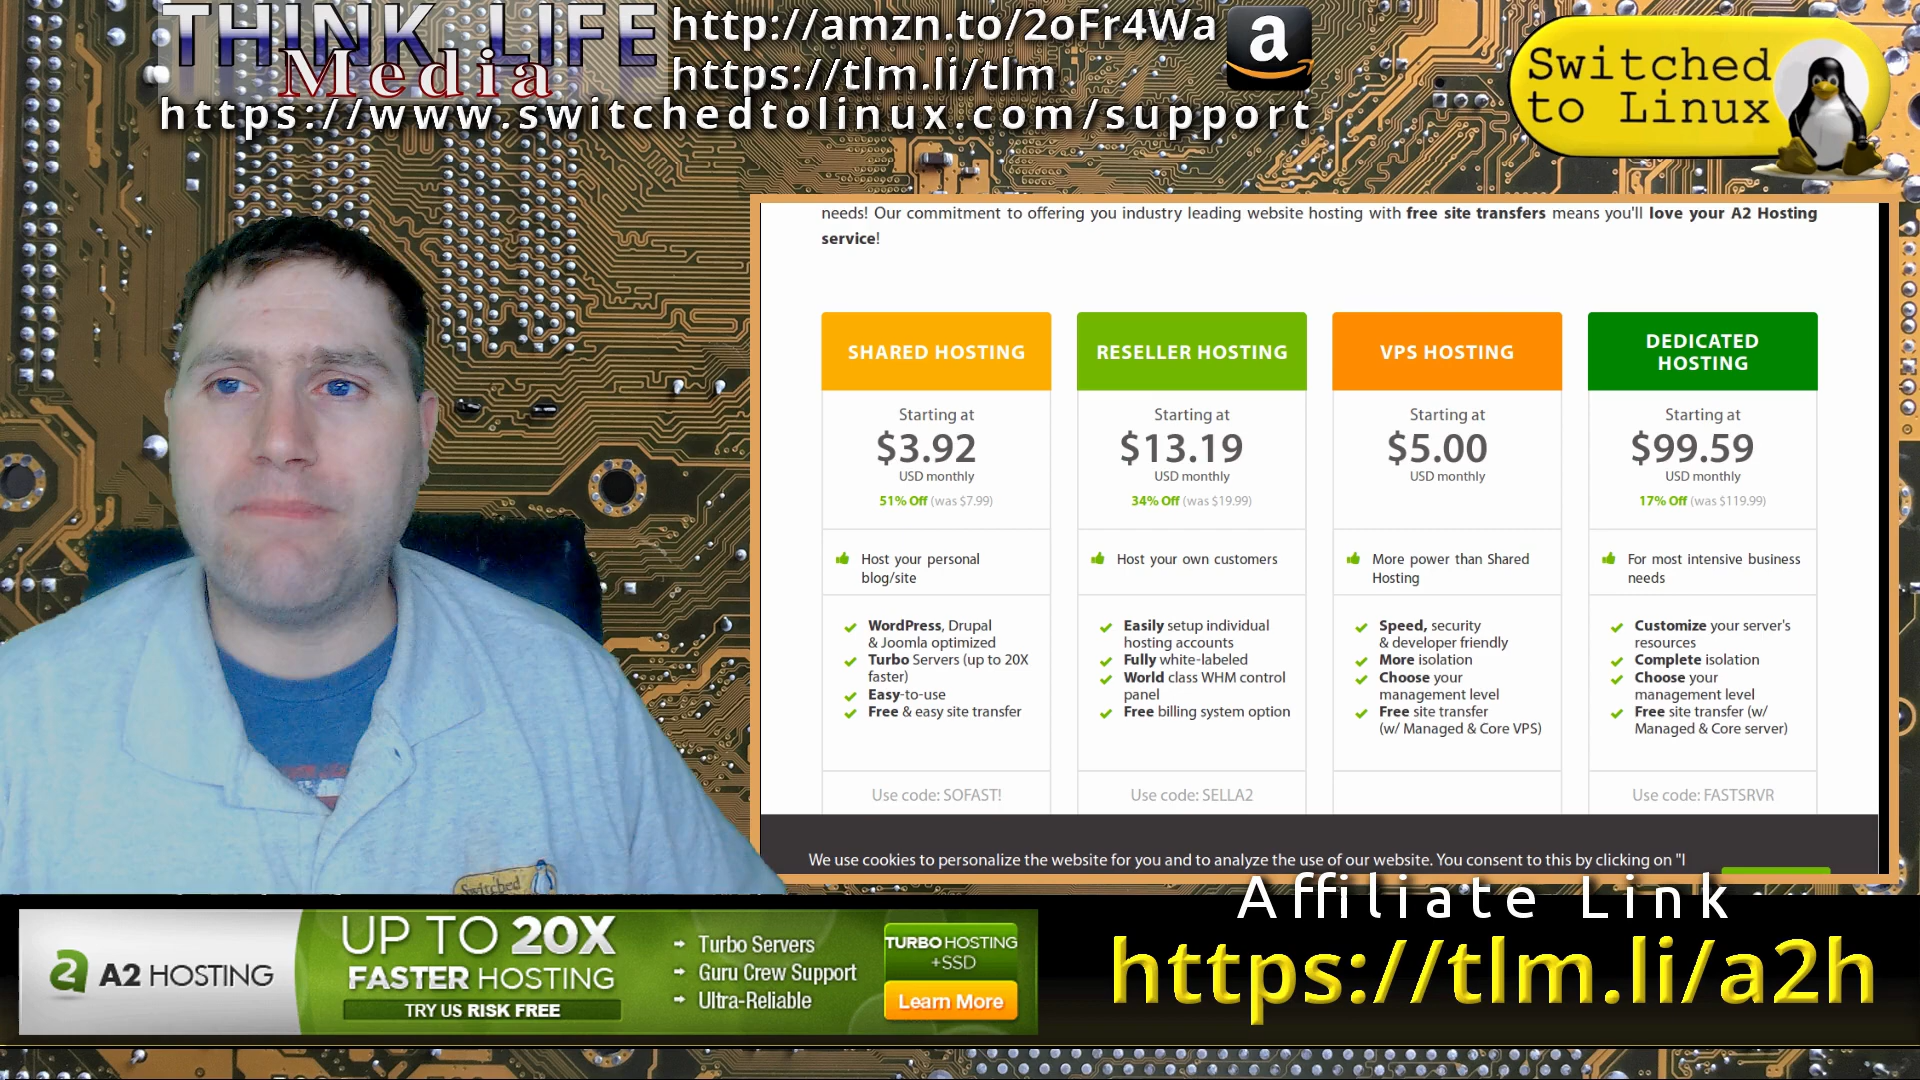 THINK LIFE
Media
http://amzn.to/2oFr4Wa
a
https://tlm.li/tlm
https://www.switchedtolinux.com/support
Switched
to Linux
needs! Our commitment to offering you industry leading website hosting with free site transfers means you'll love your A2 Hosting
service!
SHARED HOSTING
Starting at
$3.92
USD monthly
51% Off (was $7.99)
Host your personal
blog/site
WordPress, Drupal
& Joomla optimized
Turbo Servers (up to 20X
faster)
Easy-to-use
Free & easy site transfer
Use code: SOFAST!
RESELLER HOSTING
Starting at
$13.19
USD monthly
34% Off (was $19.99)
Host your own customers
Easily setup individual
hosting accounts
Fully white-labeled
World class WHM control
panel
Free billing system option
Use code: SELLA2
VPS HOSTING
Starting at
$5.00
USD monthly
More power than Shared
Hosting
Speed, security
& developer friendly
More isolation
Choose your
management level
Free site transfer
(w/ Managed & Core VPS)
DEDICATED
HOSTING
Starting at
$99.59
USD monthly
17% Off (was $119.99)
For most intensive business
needs
Customize your server's
resources
Complete isolation
Choose your
management level
Free site transfer (w/
Managed & Core server)
Use code: FASTSRVR
We use cookies to personalize the website for you and to analyze the use of our website. You consent to this by clicking on "I
Switched
A2 HOSTING
UP TO 20X
FASTER HOSTING
TRY US RISK FREE
Turbo Servers
Guru Crew Support
Ultra-Reliable
TURBO HOSTING
+SSD
Learn More
Affiliate Link
https://tlm.li/a2h